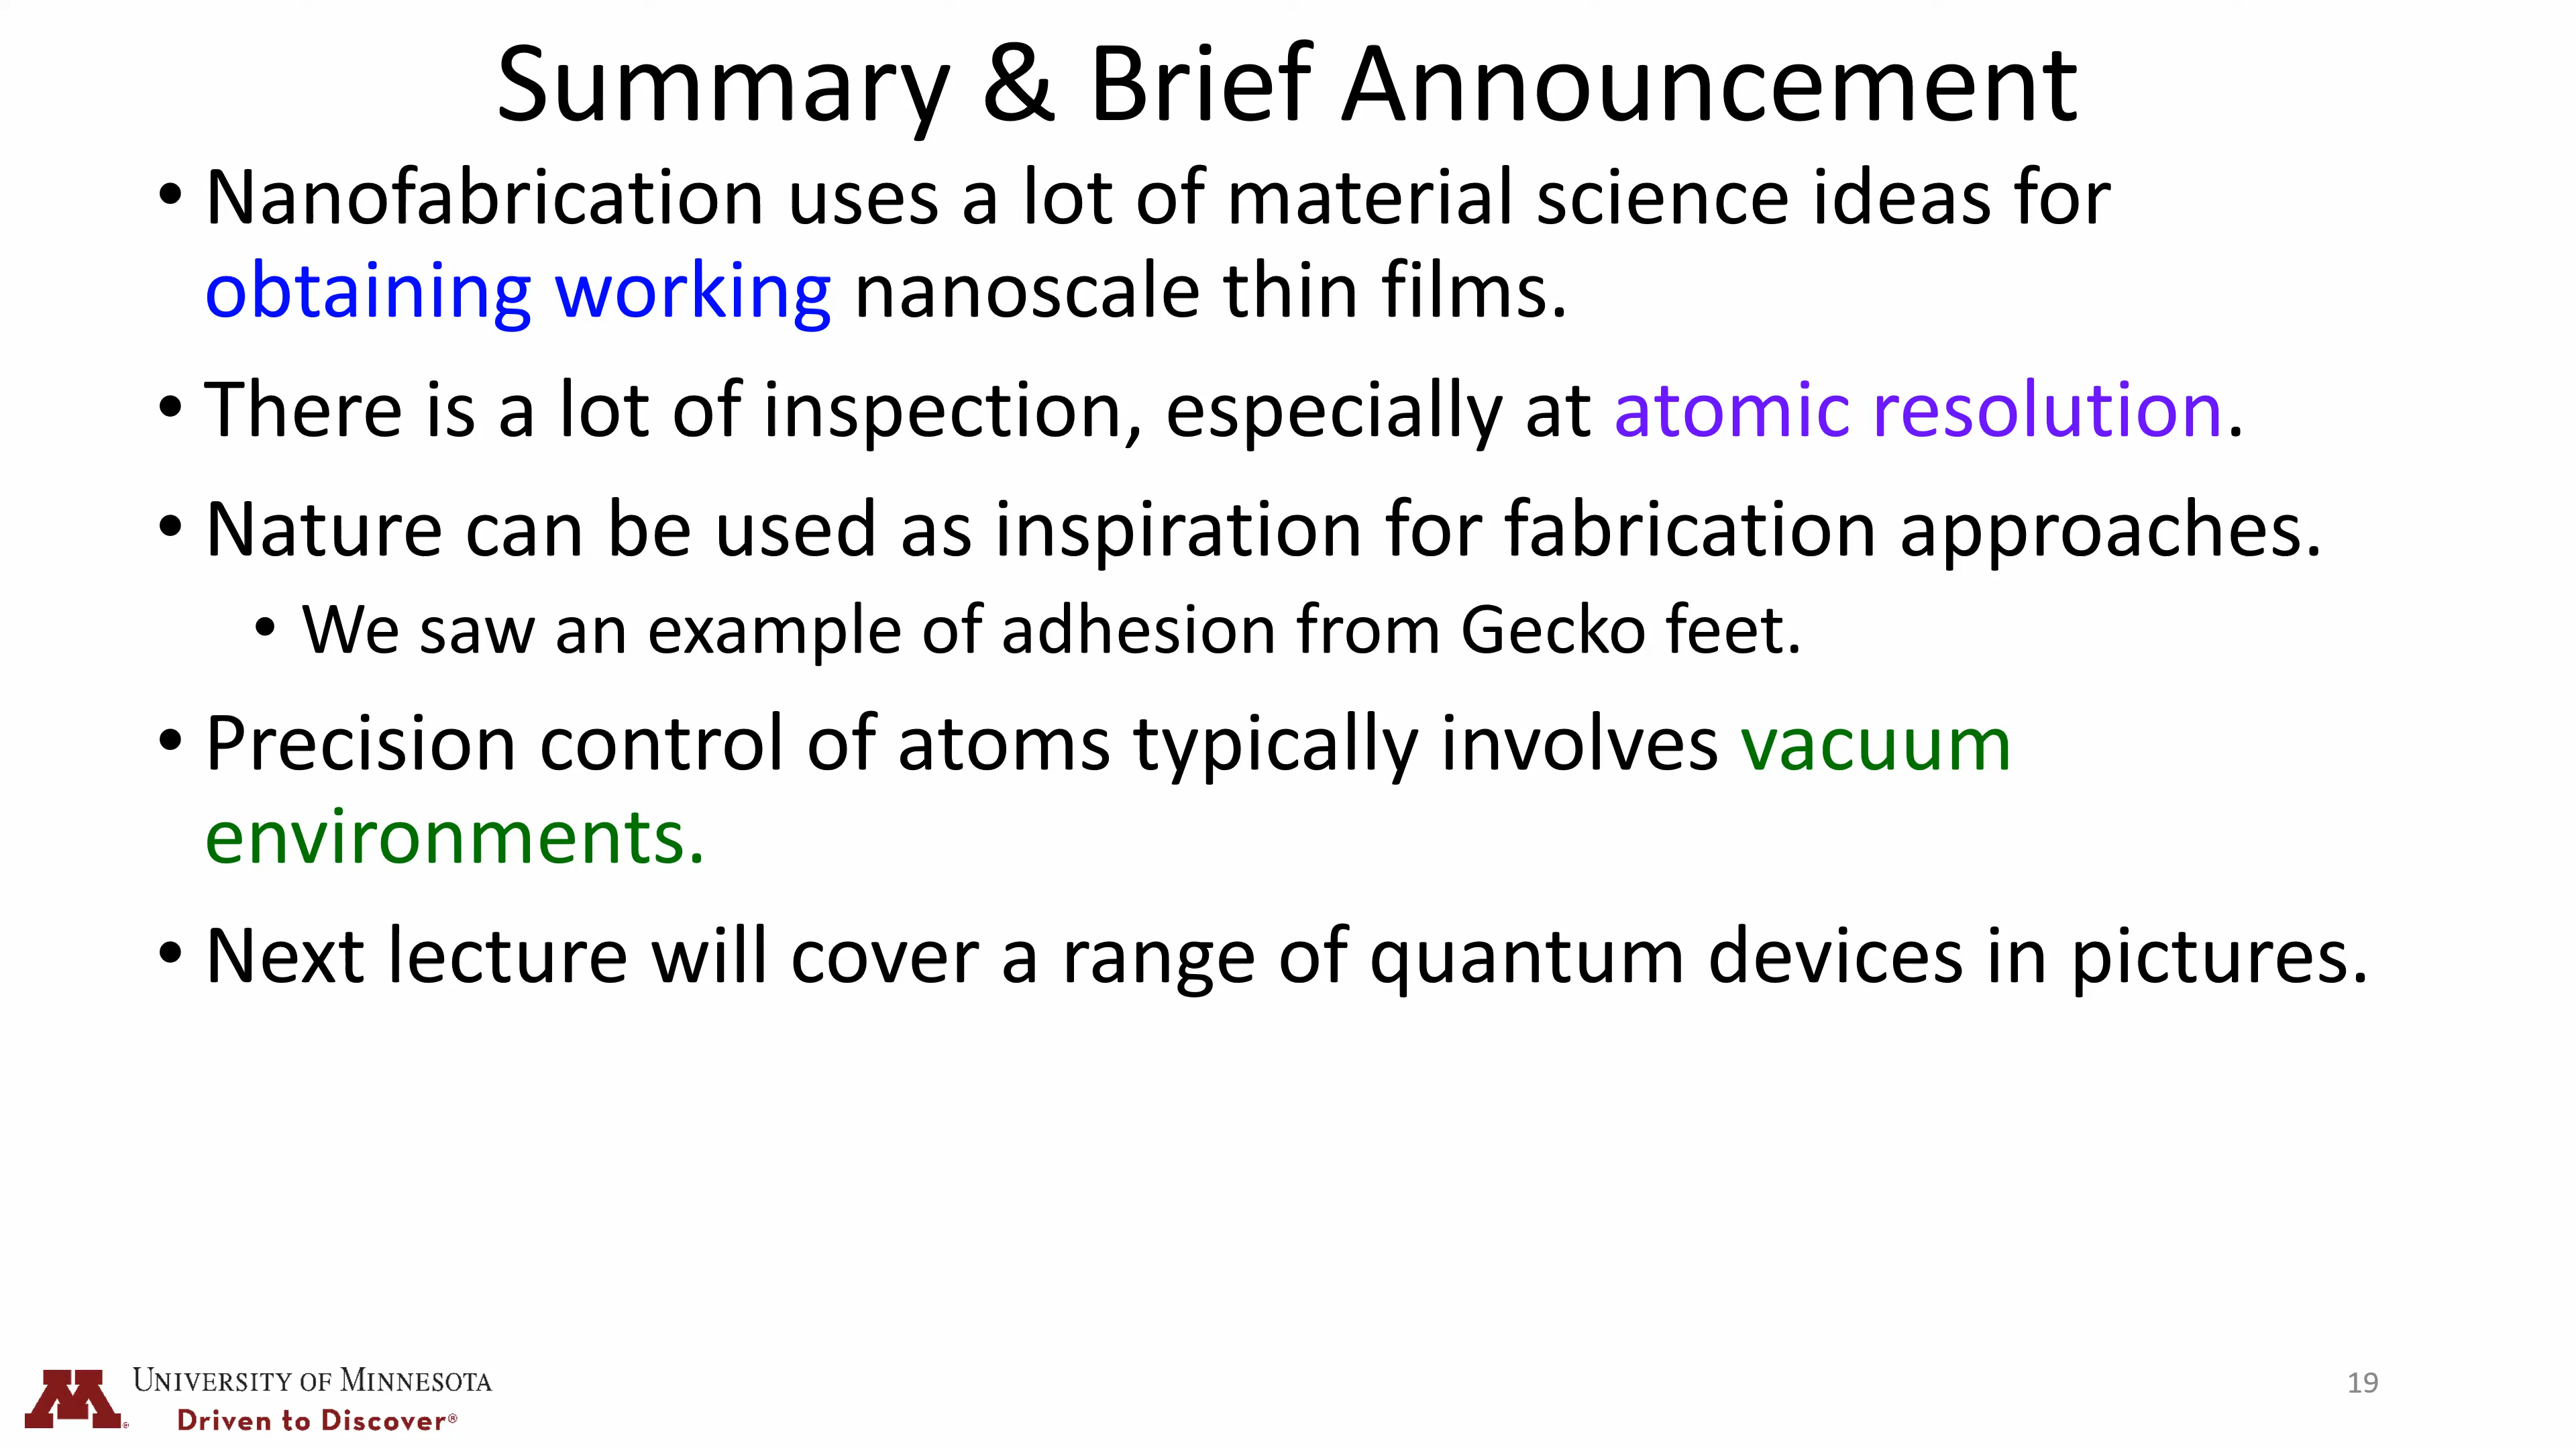 Summary & Brief Announcement
• Nanofabrication uses a lot of material science ideas for
obtaining working nanoscale thin films.
• There is a lot of inspection, especially at atomic resolution.
• Nature can be used as inspiration for fabrication approaches.
• We saw an example of adhesion from Gecko feet.
• Precision control of atoms typically involves vacuum
environments.
• Next lecture will cover a range of quantum devices in pictures.
M®
UNIVERSITY OF MINNESOTA
Driven to Discover®
19